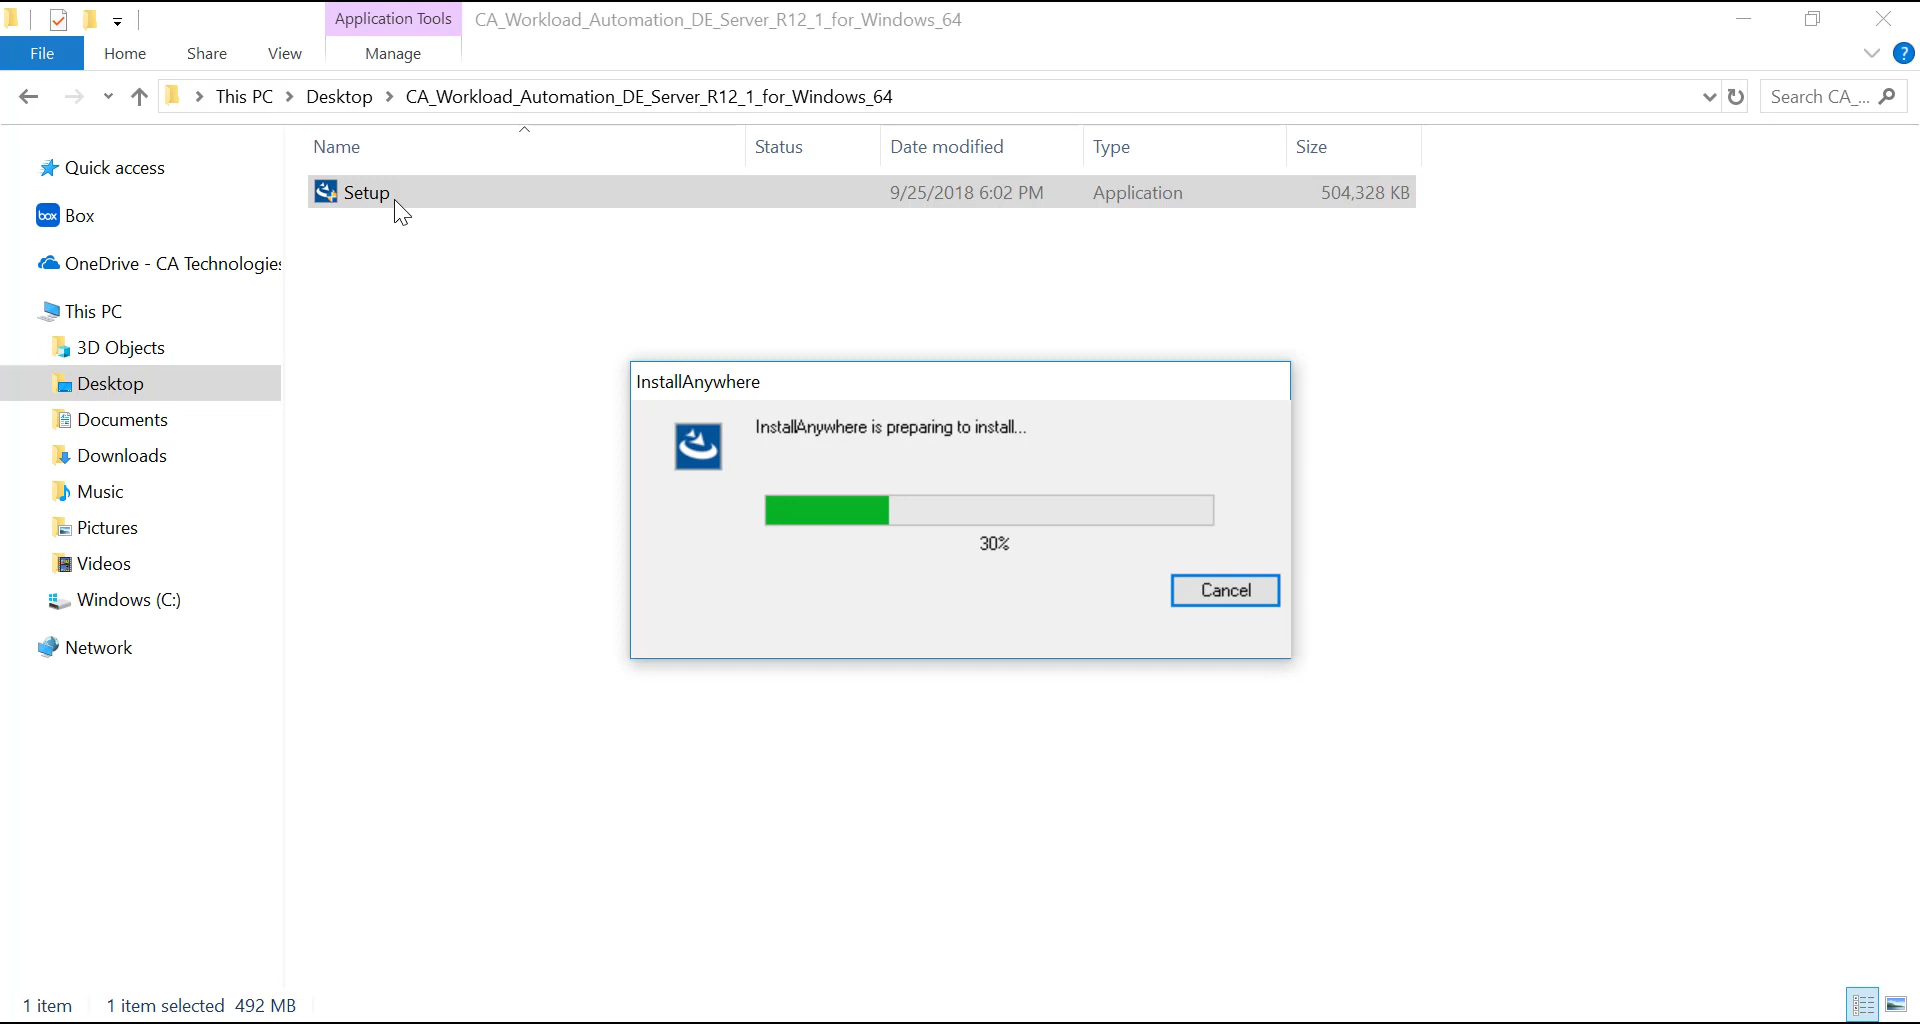 Application Tools
CA_Workload_Automation_DE_Server_R12_1_for_Windows_64
File Home Share View Manage
?
This PC > Desktop > CA_Workload_Automation_DE_Server_R12_1_for_Windows_64
Search CA_...
Name Status Date modified Type Size
Setup 9/25/2018 6:02 PM Application 504,328 KB
Quick access
box Box
OneDrive - CA Technologies
This PC
3D Objects
Desktop
Documents
Downloads
Music
Pictures
Videos
Windows (C:)
Network
InstallAnywhere
InstallAnywhere is preparing to install...
30%
Cancel
1 item 1 item selected 492 MB